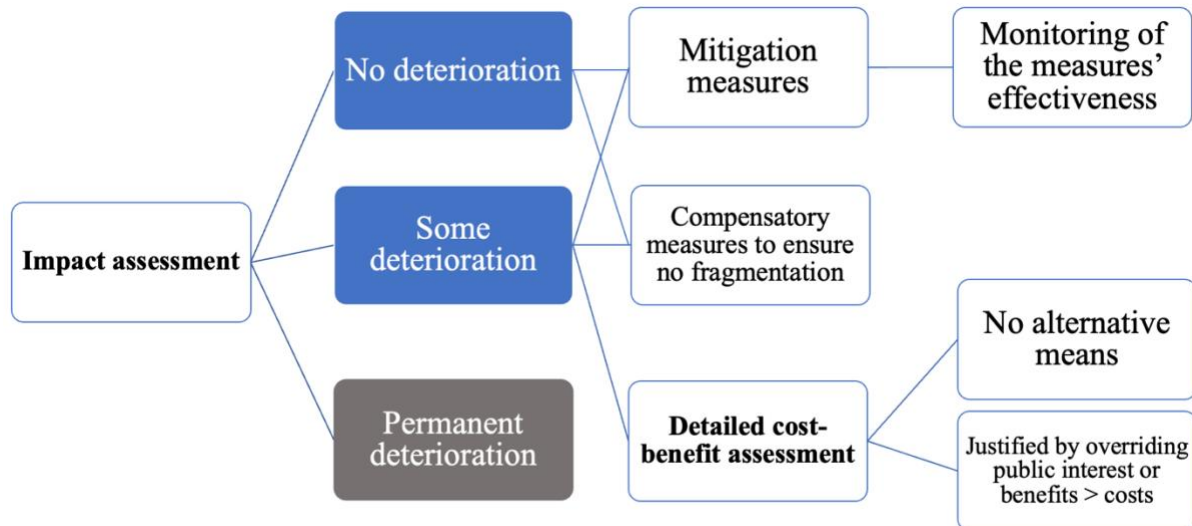 Impact assessment
No deterioration
Some
deterioration
Permanent
deterioration
Mitigation
measures
Compensatory
measures to ensure
no fragmentation
Detailed cost-
benefit assessment
Monitoring of
the measures’
effectiveness
No alternative
means
Justified by overriding
public interest or
benefits > costs